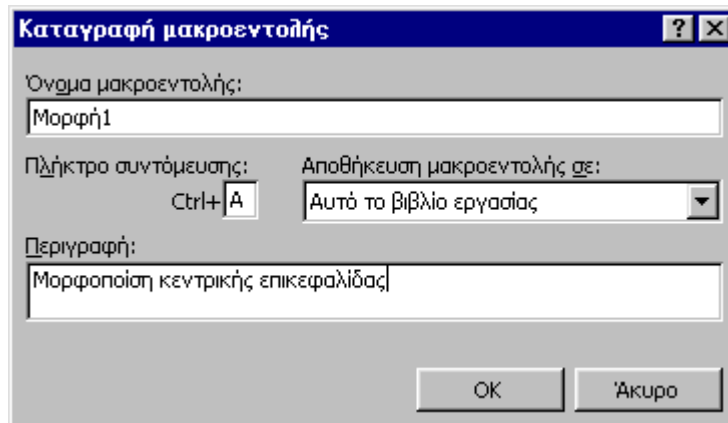 Καταγραφή μακροεντολής
Όνομα μακροεντολής:
Μορφή1
Πλήκτρο συντόμευσης: Αποθήκευση μακροεντολής σε:
Ctrl+ A Αυτό το βιβλίο εργασίας
Περιγραφή:
Μορφοποίση κεντρικής επικεφαλίδας
OK Άκυρο